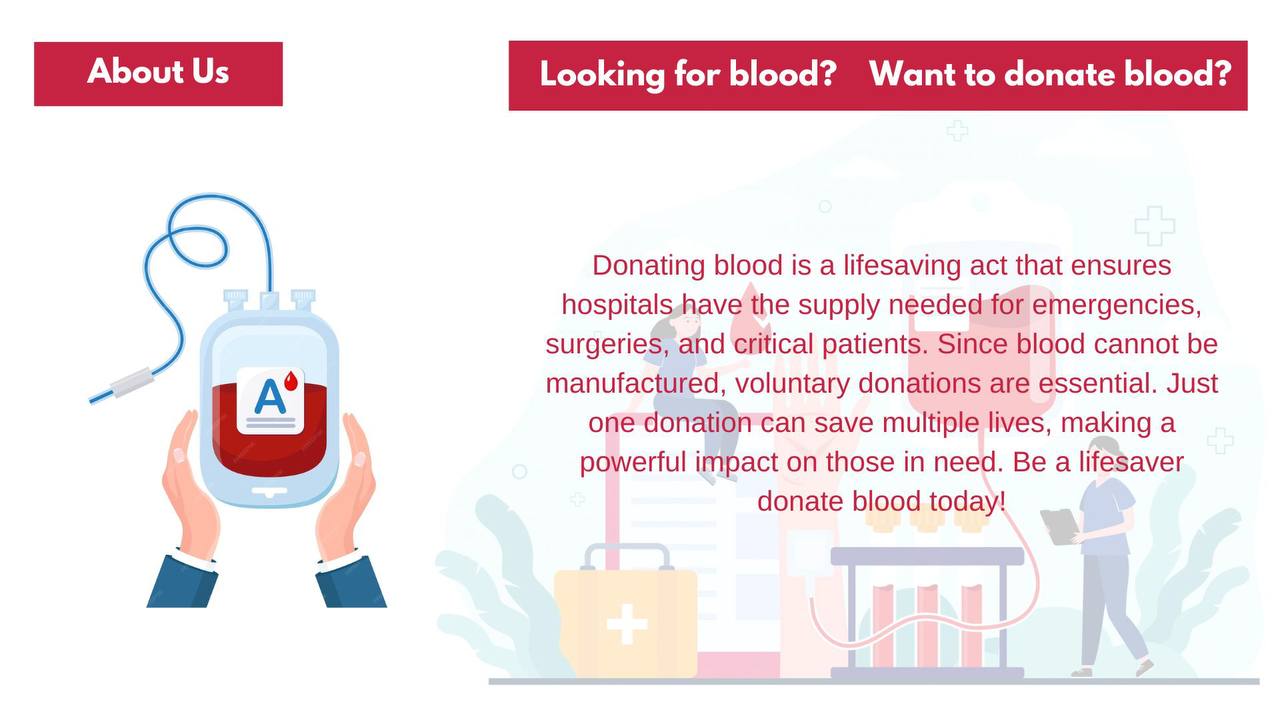 About Us
Looking for blood? Want to donate blood?
A
Donating blood is a lifesaving act that ensures
hospitals have the supply needed for emergencies,
surgeries, and critical patients. Since blood cannot be
manufactured, voluntary donations are essential. Just
one donation can save multiple lives, making a
powerful impact on those in need. Be a lifesaver
donate blood today!